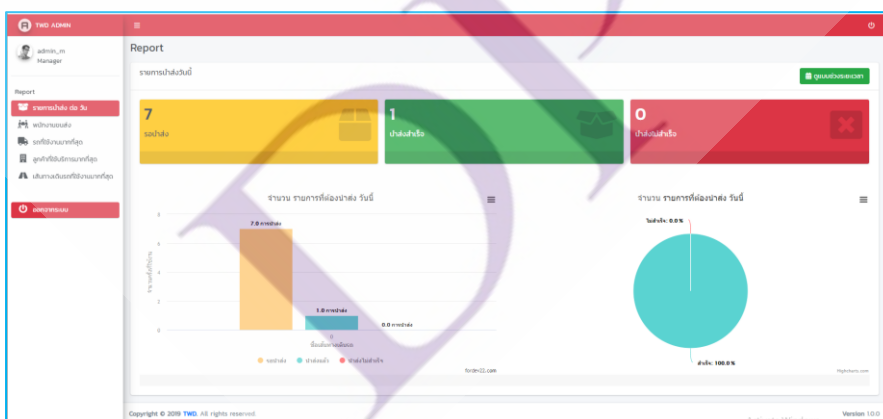 TWD ADMIN
admin_m
Manager
Report
รายการนำส่ง ต่อ วัน
พนักงานขนส่ง
รถที่ใช้งานมากที่สุด
ลูกค้าที่ใช้บริการมากที่สุด
เส้นทางเดินรถที่ใช้งานมากที่สุด
ออกจากระบบ
Report
รายการนำส่งวันนี้
ดูแบบช่วงระยะเวลา
7
รอนำส่ง
1
นำส่งสำเร็จ
0
นำส่งไม่สำเร็จ
จำนวน รายการที่ต้องนำส่ง วันนี้
8
7.0 การนำส่ง
6
4
2
1.0 การนำส่ง
0.0 การนำส่ง
0
0
รอนำส่ง
นำส่งแล้ว
นำส่งไม่สำเร็จ
fordev22.com
จำนวน รายการที่ต้องนำส่ง วันนี้
ไม่สำเร็จ: 0.0 %
สำเร็จ: 100.0 %
Highcharts.com
Copyright © 2019 TWD. All rights reserved.
Version 1.0.0